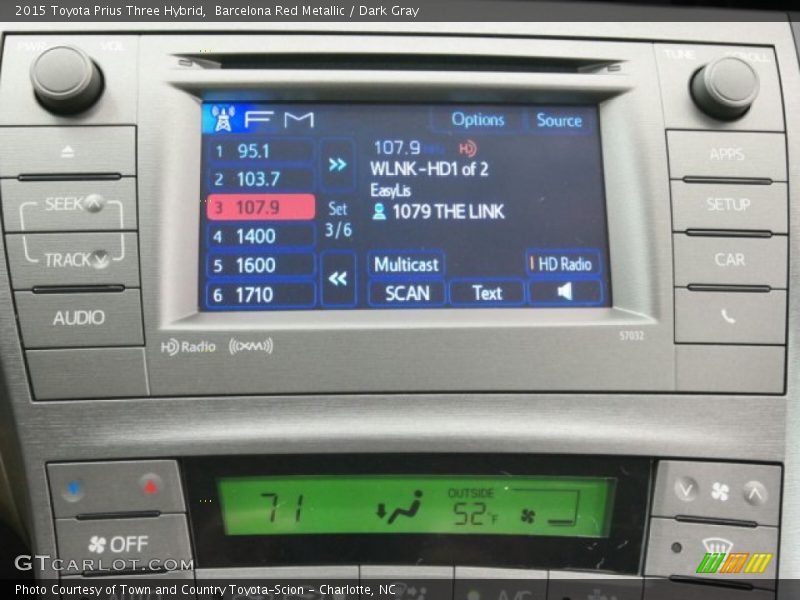 2015 Toyota Prius Three Hybrid, Barcelona Red Metallic / Dark Gray
PWR VOL
TUNE SCROLL
FM
Options
Source
1 95.1
2 103.7
3 107.9
4 1400
5 1600
6 1710
>>
Set
3/6
<<
107.9
HD
WLNK-HD1 of 2
EasyLis
1079 THE LINK
Multicast
HD Radio
SCAN
Text
SEEK
TRACK
AUDIO
APPS
SETUP
CAR
HD Radio
((XM))
57032
71
OUTSIDE
52°F
OFF
GTCARLOT.COM
Photo Courtesy of Town and Country Toyota-Scion - Charlotte, NC